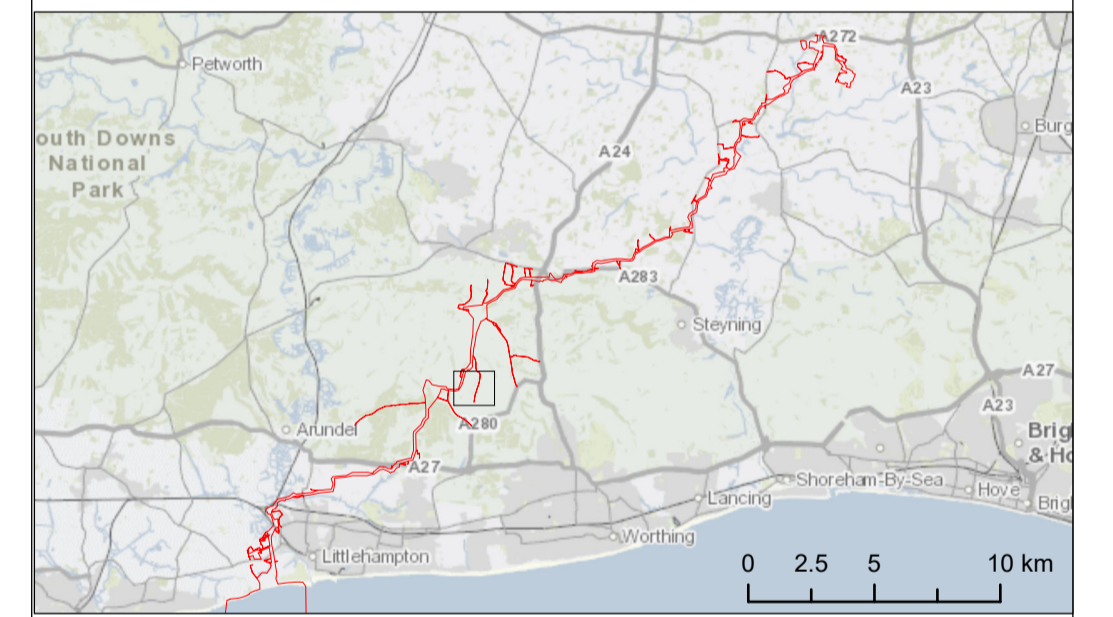 A272
Petworth
A23
Burg
outh Downs
National
Park
A24
A283
Steyning
A27
A23
Arundel
A280
Brig
& Ho
A27
Shoreham-By-Sea
Hove
Lancing
Brig
Worthing
Littlehampton
0 2.5 5 10 km